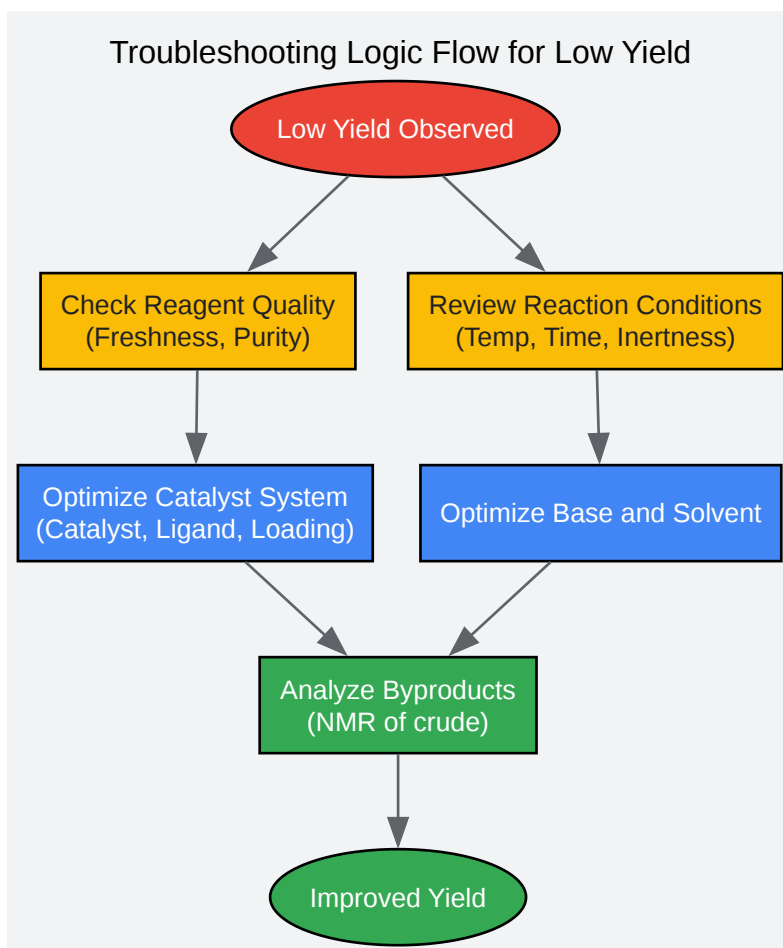 Troubleshooting Logic Flow for Low Yield
Low Yield Observed
Check Reagent Quality
(Freshness, Purity)
Review Reaction Conditions
(Temp, Time, Inertness)
Optimize Catalyst System
(Catalyst, Ligand, Loading)
Optimize Base and Solvent
Analyze Byproducts
(NMR of crude)
Improved Yield